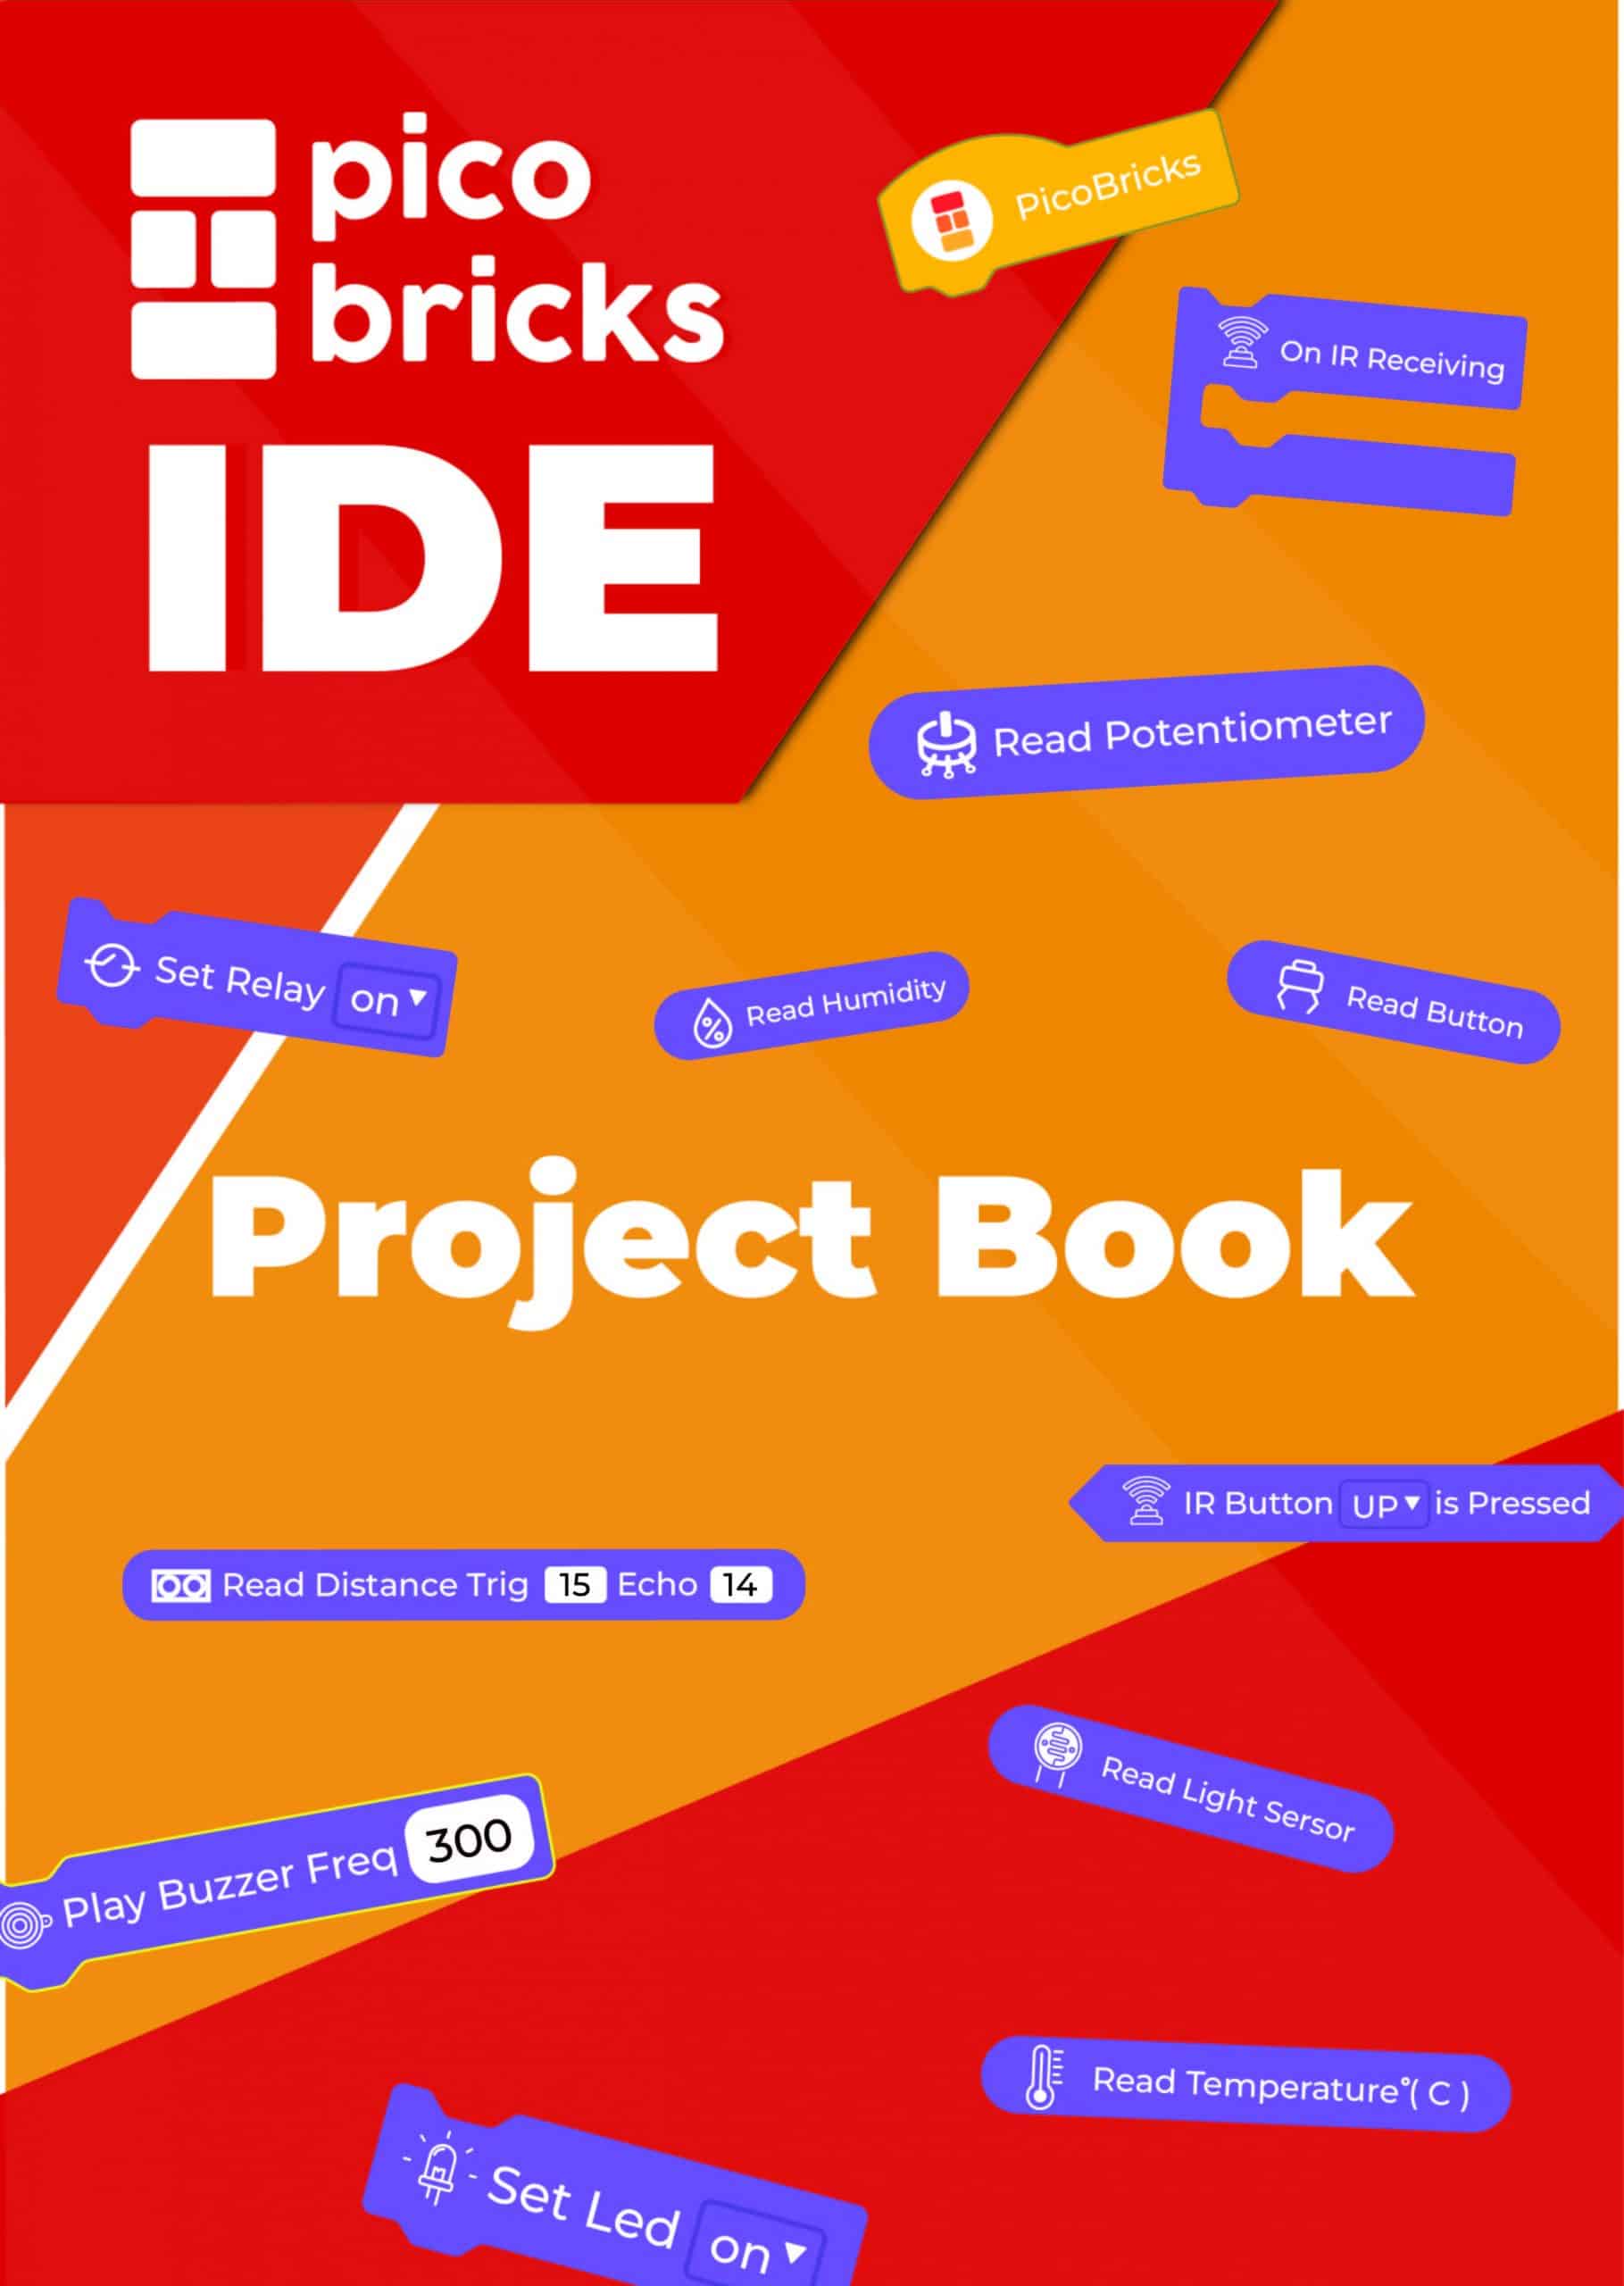 pico
bricks
IDE
PicoBricks
On IR Receiving
Read Potentiometer
Set Relay on
Read Humidity
Read Button
Project Book
IR Button UP is Pressed
Read Distance Trig 15 Echo 14
Read Light Sersor
Play Buzzer Freq 300
Read Temperature°( C )
Set Led on